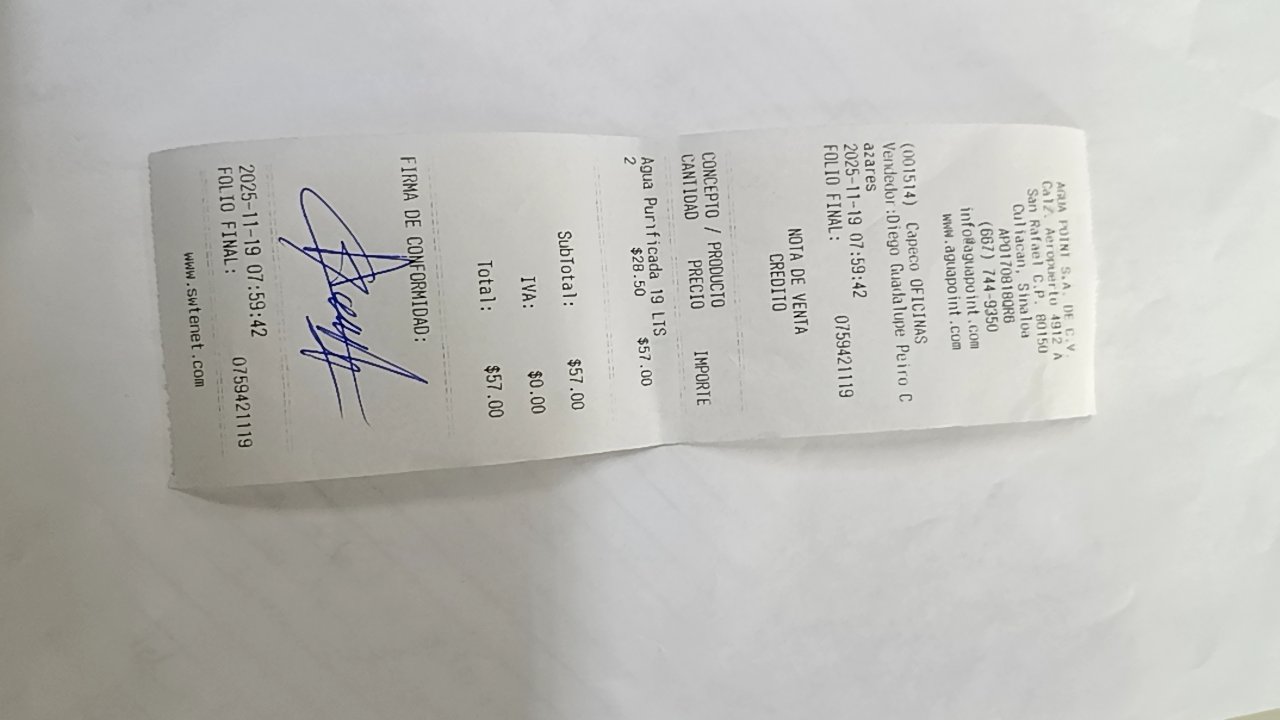 AGUA POINT S.A. DE C.V.
Calz. Aeropuerto 4912 A
San Rafael C.P. 80150
Culiacan, Sinaloa
APO170818QR6
(667) 744-9350
info@aguapoint.com
www.aguapoint.com
(001514) Capeco OFICINAS
Vendedor:Diego Guadalupe Peiro C
azares
2025-11-19 07:59:42
FOLIO FINAL: 0759421119
NOTA DE VENTA
CREDITO
CONCEPTO / PRODUCTO
CANTIDAD PRECIO IMPORTE
Agua Purificada 19 LTS
2 $28.50 $57.00
SubTotal: $57.00
IVA: $0.00
Total: $57.00
FIRMA DE CONFORMIDAD:
2025-11-19 07:59:42
FOLIO FINAL: 0759421119
www.swtenet.com